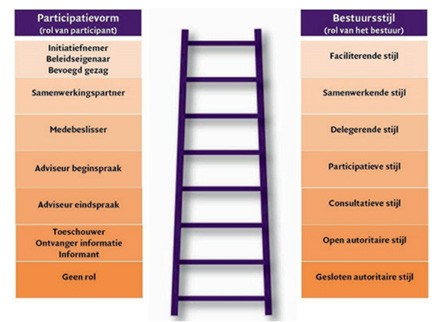 Participatievorm
(rol van participant)
Initiatiefnemer
Beleidseigenaar
Bevoegd gezag
Samenwerkingspartner
Medebeslisser
Adviseur beginspraak
Adviseur eindspraak
Toeschouwer
Ontvanger informatie
Informant
Geen rol
Bestuursstijl
(rol van het bestuur)
Faciliterende stijl
Samenwerkende stijl
Delegerende stijl
Participatieve stijl
Consultatieve stijl
Open autoritaire stijl
Gesloten autoritaire stijl